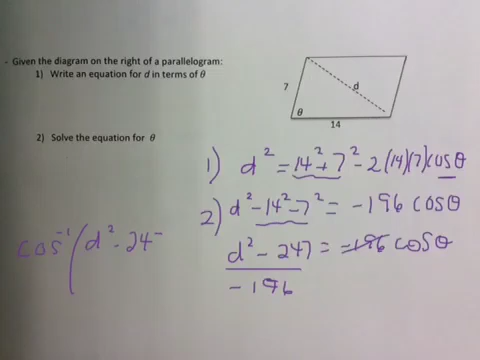 - Given the diagram on the right of a parallelogram:
1) Write an equation for d in terms of θ
d
7
θ
14
2) Solve the equation for θ
1) d² = 14² + 7² - 2(14)(7)cosθ
2) d² - 14² - 7² = -196 cosθ
d² - 247 = -196 cosθ
-196
cos⁻¹(d² - 24-